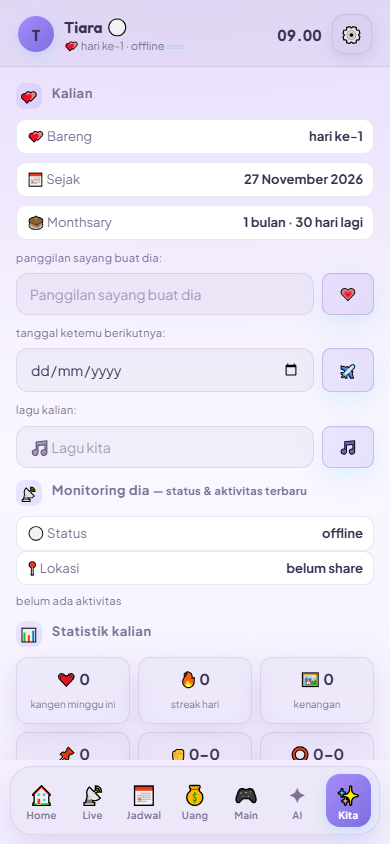 T
Tiara
hari ke-1 · offline
09.00
Kalian
Bareng
hari ke-1
Sejak
27 November 2026
Monthsary
1 bulan · 30 hari lagi
panggilan sayang buat dia:
Panggilan sayang buat dia
tanggal ketemu berikutnya:
dd/mm/yyyy
lagu kalian:
Lagu kita
Monitoring dia — status & aktivitas terbaru
Status
offline
Lokasi
belum share
belum ada aktivitas
Statistik kalian
0
kangen minggu ini
0
streak hari
0
kenangan
0
0-0
0-0
Home
Live
Jadwal
Uang
Main
AI
Kita